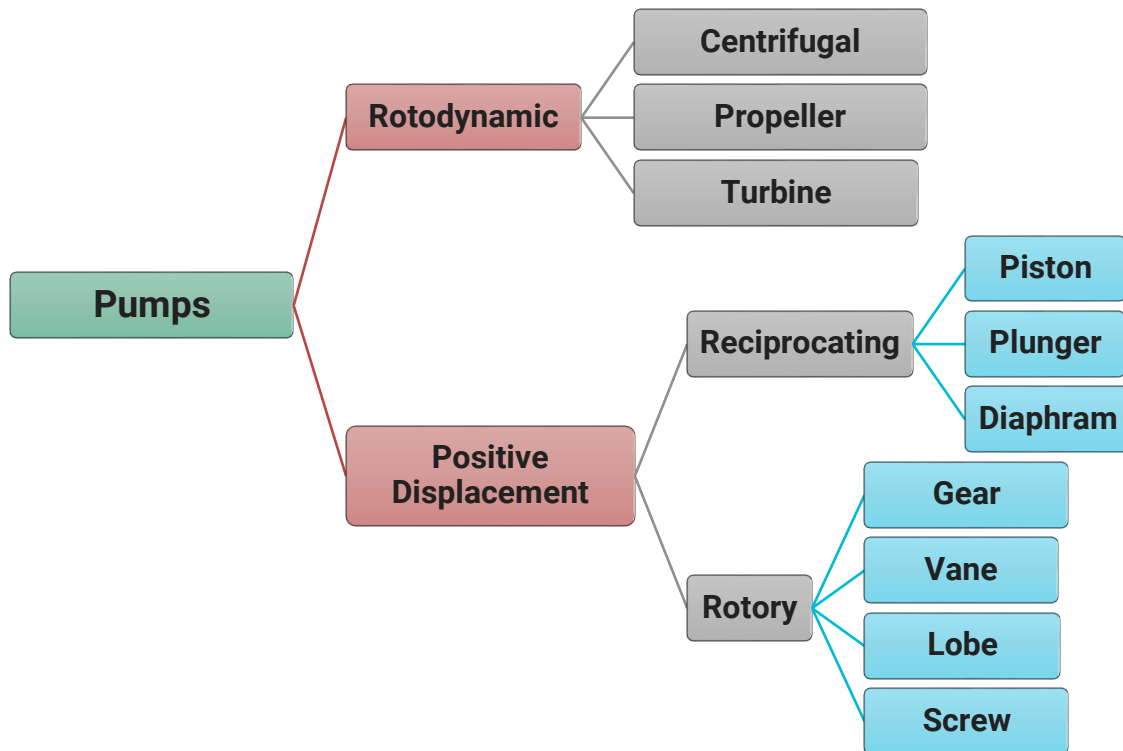 Centrifugal
Rotodynamic
Propeller
Turbine
Pumps
Piston
Reciprocating
Plunger
Diaphram
Positive
Displacement
Gear
Vane
Rotory
Lobe
Screw